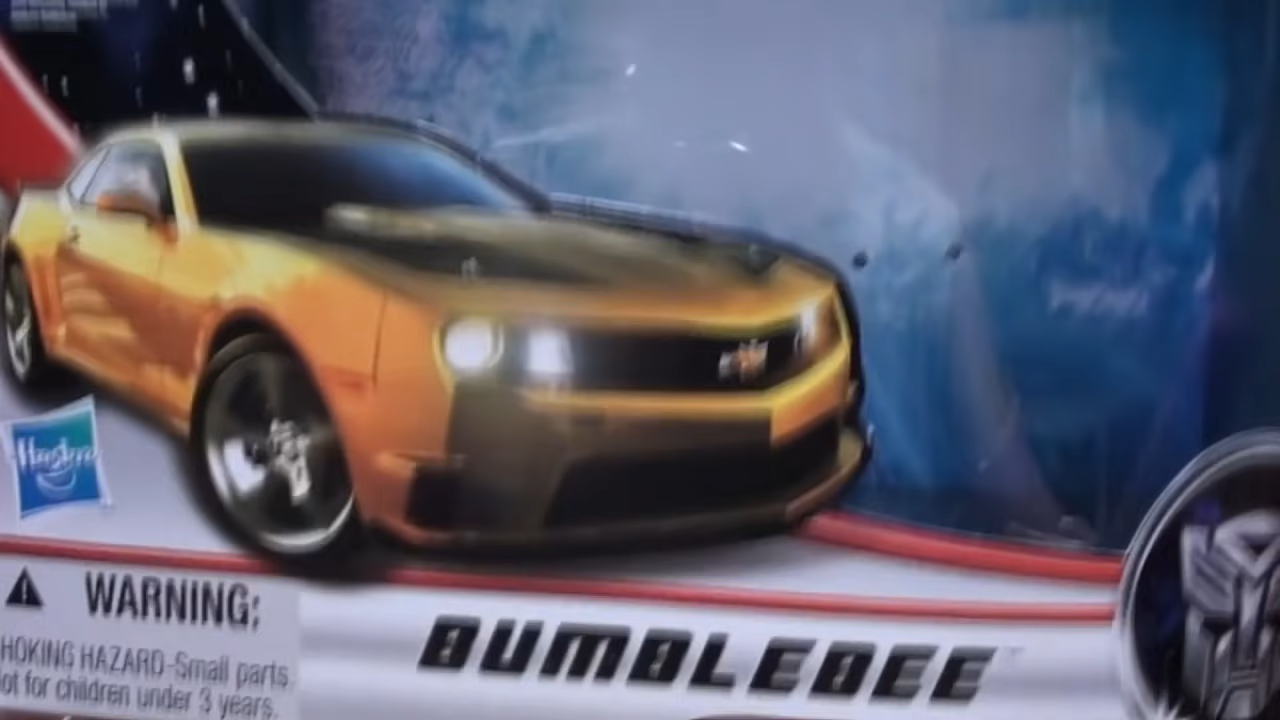 Hasbro
WARNING:
HOKING HAZARD-Small parts
ot for children under 3 years.
BUMBLEBEE